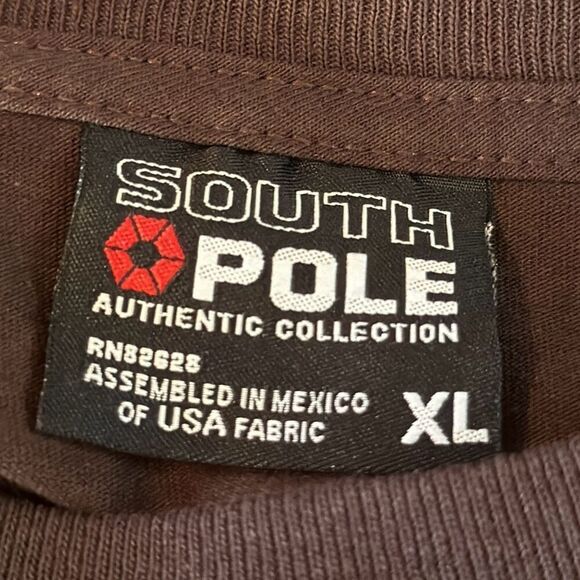 SOUTH
POLE
AUTHENTIC COLLECTION
RN82628
ASSEMBLED IN MEXICO
OF USA FABRIC
XL